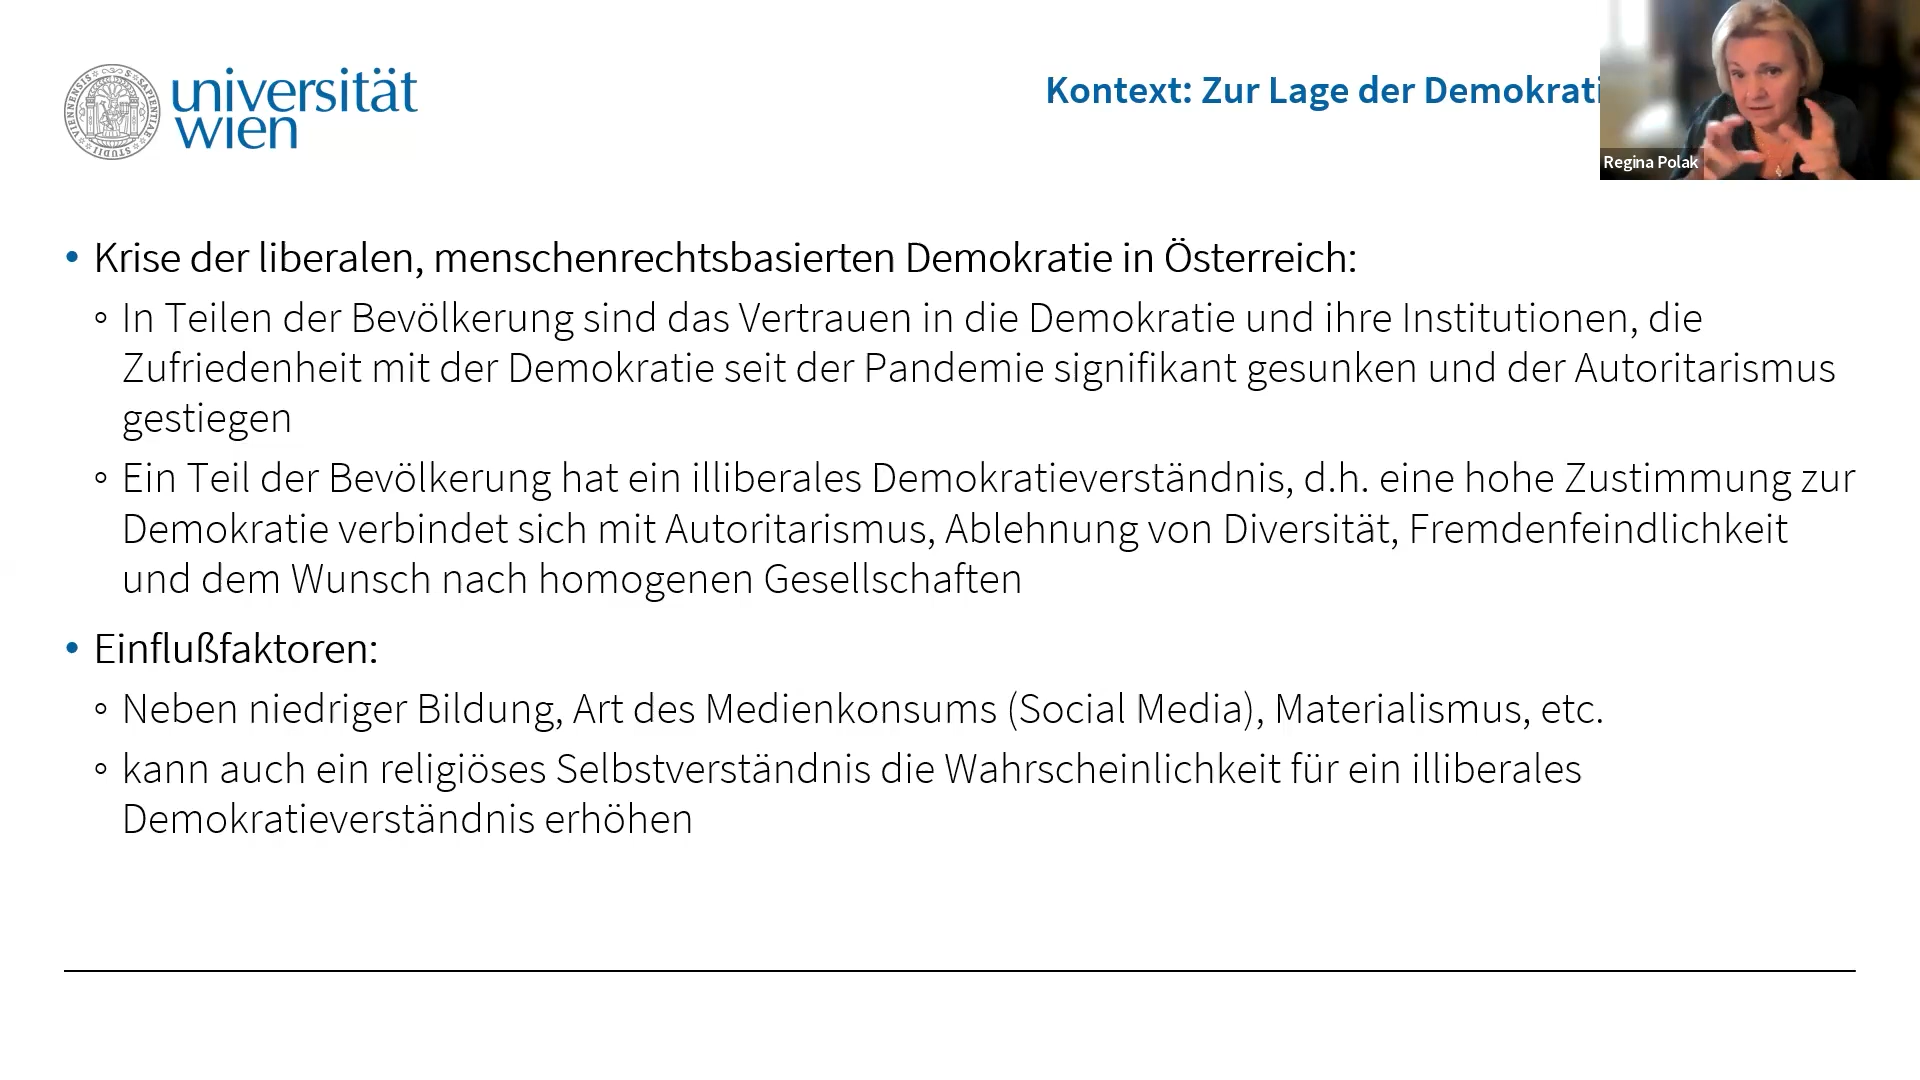 universität
wien
Kontext: Zur Lage der Demokrati
Regina Polak
• Krise der liberalen, menschenrechtsbasierten Demokratie in Österreich:
◦ In Teilen der Bevölkerung sind das Vertrauen in die Demokratie und ihre Institutionen, die
Zufriedenheit mit der Demokratie seit der Pandemie signifikant gesunken und der Autoritarismus
gestiegen
◦ Ein Teil der Bevölkerung hat ein illiberales Demokratieverständnis, d.h. eine hohe Zustimmung zur
Demokratie verbindet sich mit Autoritarismus, Ablehnung von Diversität, Fremdenfeindlichkeit
und dem Wunsch nach homogenen Gesellschaften
• Einflußfaktoren:
◦ Neben niedriger Bildung, Art des Medienkonsums (Social Media), Materialismus, etc.
◦ kann auch ein religiöses Selbstverständnis die Wahrscheinlichkeit für ein illiberales
Demokratieverständnis erhöhen